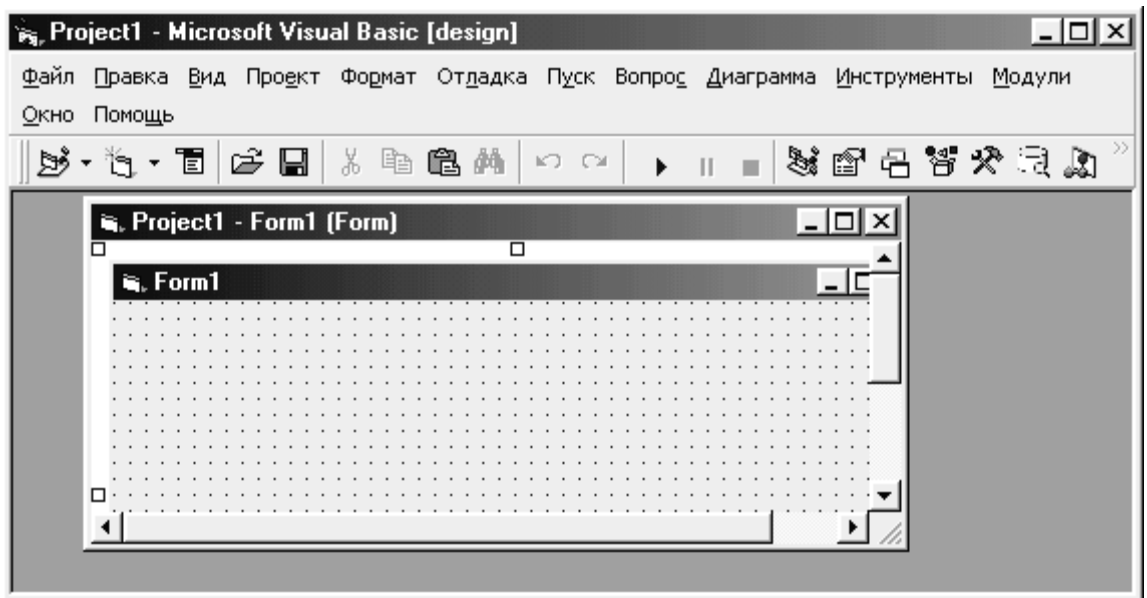 Project1 - Microsoft Visual Basic [design]
Файл Правка Вид Проект Формат Отладка Пуск Вопрос Диаграмма Инструменты Модули
Окно Помощь
Project1 - Form1 (Form)
Form1